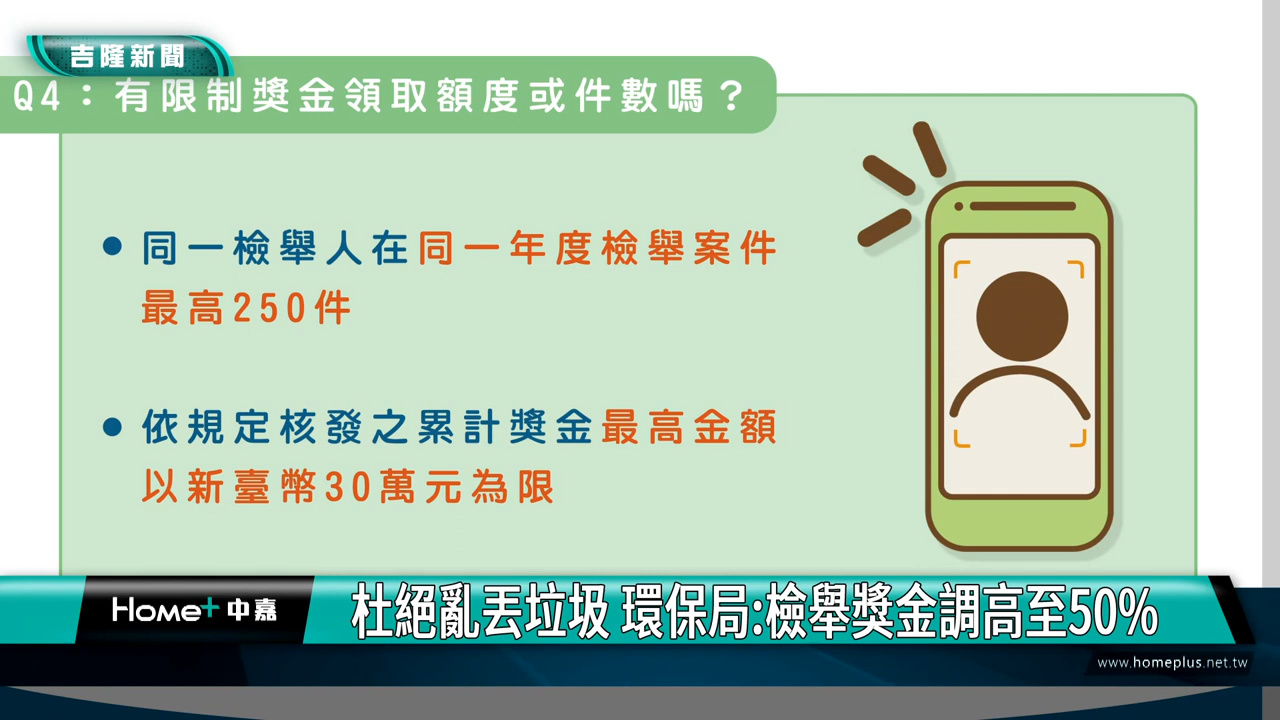 吉隆新聞
Q4：有限制獎金領取額度或件數嗎？
同一檢舉人在同一年度檢舉案件
最高250件
依規定核發之累計獎金最高金額
以新臺幣30萬元為限
Home+中嘉
杜絕亂丟垃圾 環保局:檢舉獎金調高至50%
www.homeplus.net.tw